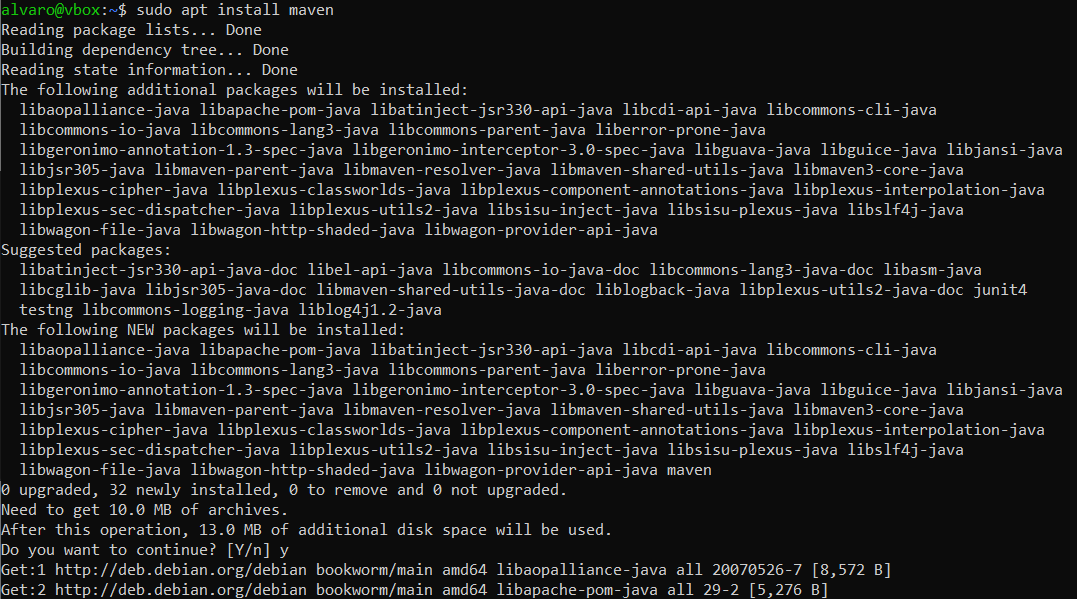 alvaro@vbox:~$ sudo apt install maven
Reading package lists... Done
Building dependency tree... Done
Reading state information... Done
The following additional packages will be installed:
  libaopalliance-java libapache-pom-java libatinject-jsr330-api-java libcdi-api-java libcommons-cli-java
  libcommons-io-java libcommons-lang3-java libcommons-parent-java liberror-prone-java
  libgeronimo-annotation-1.3-spec-java libgeronimo-interceptor-3.0-spec-java libguava-java libguice-java libjansi-java
  libjsr305-java libmaven-parent-java libmaven-resolver-java libmaven-shared-utils-java libmaven3-core-java
  libplexus-cipher-java libplexus-classworlds-java libplexus-component-annotations-java libplexus-interpolation-java
  libplexus-sec-dispatcher-java libplexus-utils2-java libsisu-inject-java libsisu-plexus-java libslf4j-java
  libwagon-file-java libwagon-http-shaded-java libwagon-provider-api-java
Suggested packages:
  libatinject-jsr330-api-java-doc libel-api-java libcommons-io-java-doc libcommons-lang3-java-doc libasm-java
  libcglib-java libjsr305-java-doc libmaven-shared-utils-java-doc liblogback-java libplexus-utils2-java-doc junit4
  testng libcommons-logging-java liblog4j1.2-java
The following NEW packages will be installed:
  libaopalliance-java libapache-pom-java libatinject-jsr330-api-java libcdi-api-java libcommons-cli-java
  libcommons-io-java libcommons-lang3-java libcommons-parent-java liberror-prone-java
  libgeronimo-annotation-1.3-spec-java libgeronimo-interceptor-3.0-spec-java libguava-java libguice-java libjansi-java
  libjsr305-java libmaven-parent-java libmaven-resolver-java libmaven-shared-utils-java libmaven3-core-java
  libplexus-cipher-java libplexus-classworlds-java libplexus-component-annotations-java libplexus-interpolation-java
  libplexus-sec-dispatcher-java libplexus-utils2-java libsisu-inject-java libsisu-plexus-java libslf4j-java
  libwagon-file-java libwagon-http-shaded-java libwagon-provider-api-java maven
0 upgraded, 32 newly installed, 0 to remove and 0 not upgraded.
Need to get 10.0 MB of archives.
After this operation, 13.0 MB of additional disk space will be used.
Do you want to continue? [Y/n] y
Get:1 http://deb.debian.org/debian bookworm/main amd64 libaopalliance-java all 20070526-7 [8,572 B]
Get:2 http://deb.debian.org/debian bookworm/main amd64 libapache-pom-java all 29-2 [5,276 B]